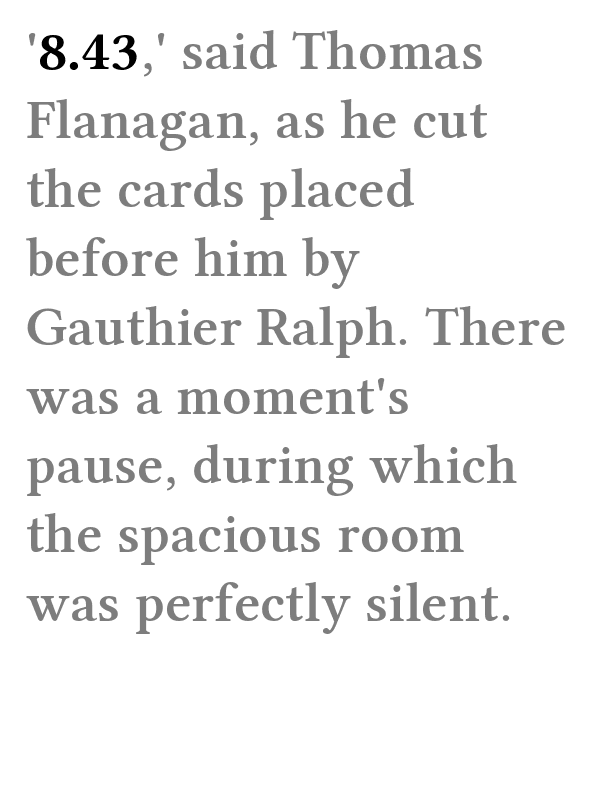 '8.43,' said Thomas
Flanagan, as he cut
the cards placed
before him by
Gauthier Ralph. There
was a moment's
pause, during which
the spacious room
was perfectly silent.